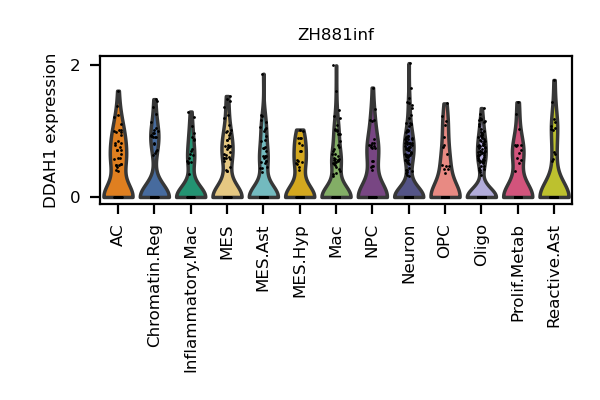 ZH881inf
DDAH1 expression
2
0
AC
Chromatin.Reg
Inflammatory.Mac
MES
MES.Ast
MES.Hyp
Mac
NPC
Neuron
OPC
Oligo
Prolif.Metab
Reactive.Ast